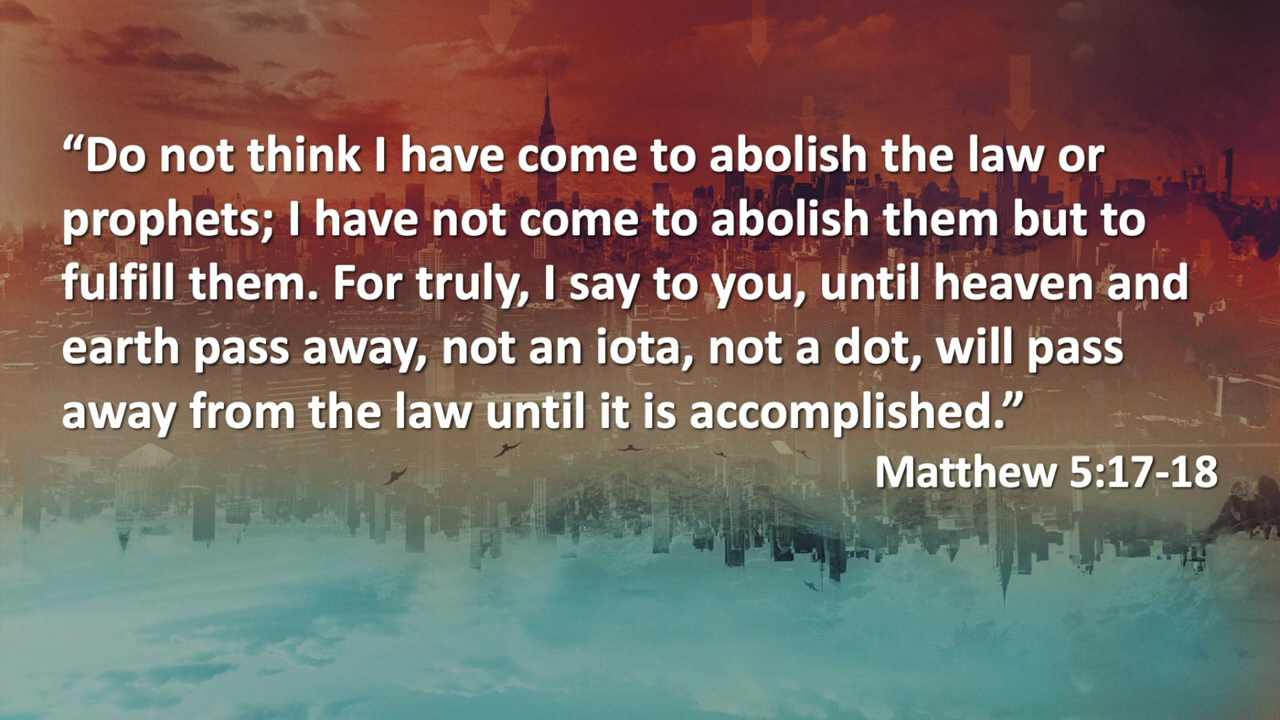 “Do not think I have come to abolish the law or
prophets; I have not come to abolish them but to
fulfill them. For truly, I say to you, until heaven and
earth pass away, not an iota, not a dot, will pass
away from the law until it is accomplished.”
Matthew 5:17-18